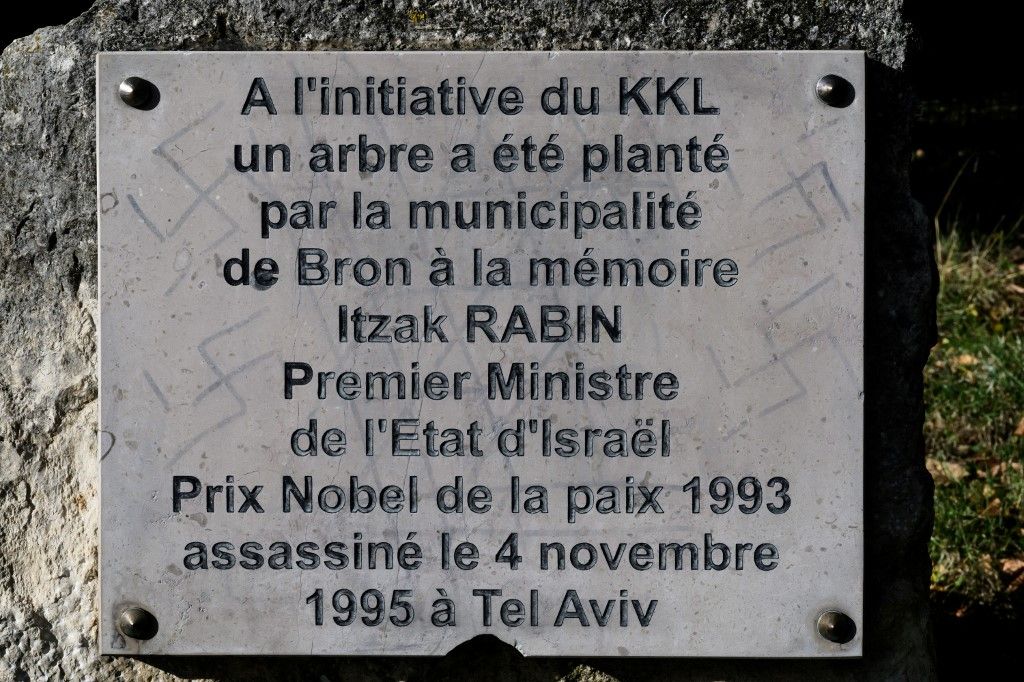 A l'initiative du KKL
un arbre a été planté
par la municipalité
de Bron à la mémoire
Itzak RABIN
Premier Ministre
de l'Etat d"Israël
Prix Nobel de la paix 1993
assassiné le 4 novembre
1995 à Tel Aviv